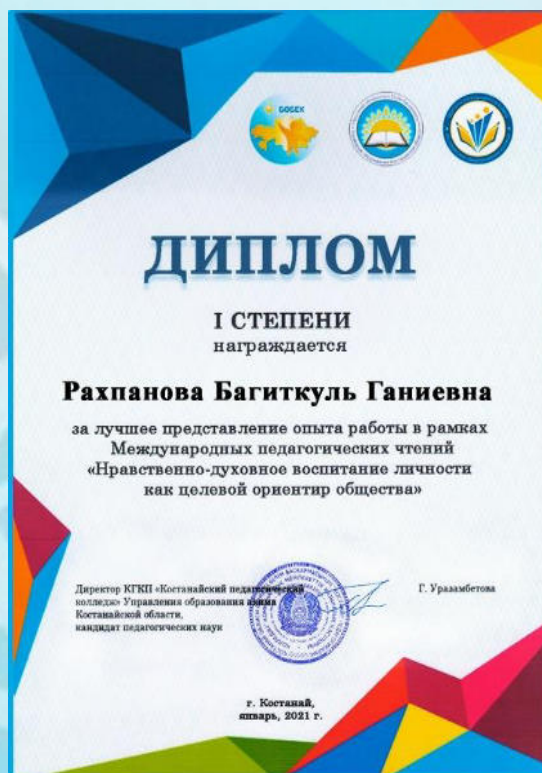 BOBEK
ДИПЛОМ
I СТЕПЕНИ
награждается
Рахпанова Багиткуль Ганиевна
за лучшее представление опыта работы в рамках
Международных педагогических чтений
«Нравственно-духовное воспитание личности
как целевой ориентир общества»
Директор КГКП «Костанайский педагогический
колледж» Управления образования акима
Костанайской области,
кандидат педагогических наук
Г. Уразамбетова
г. Костанай,
январь, 2021 г.